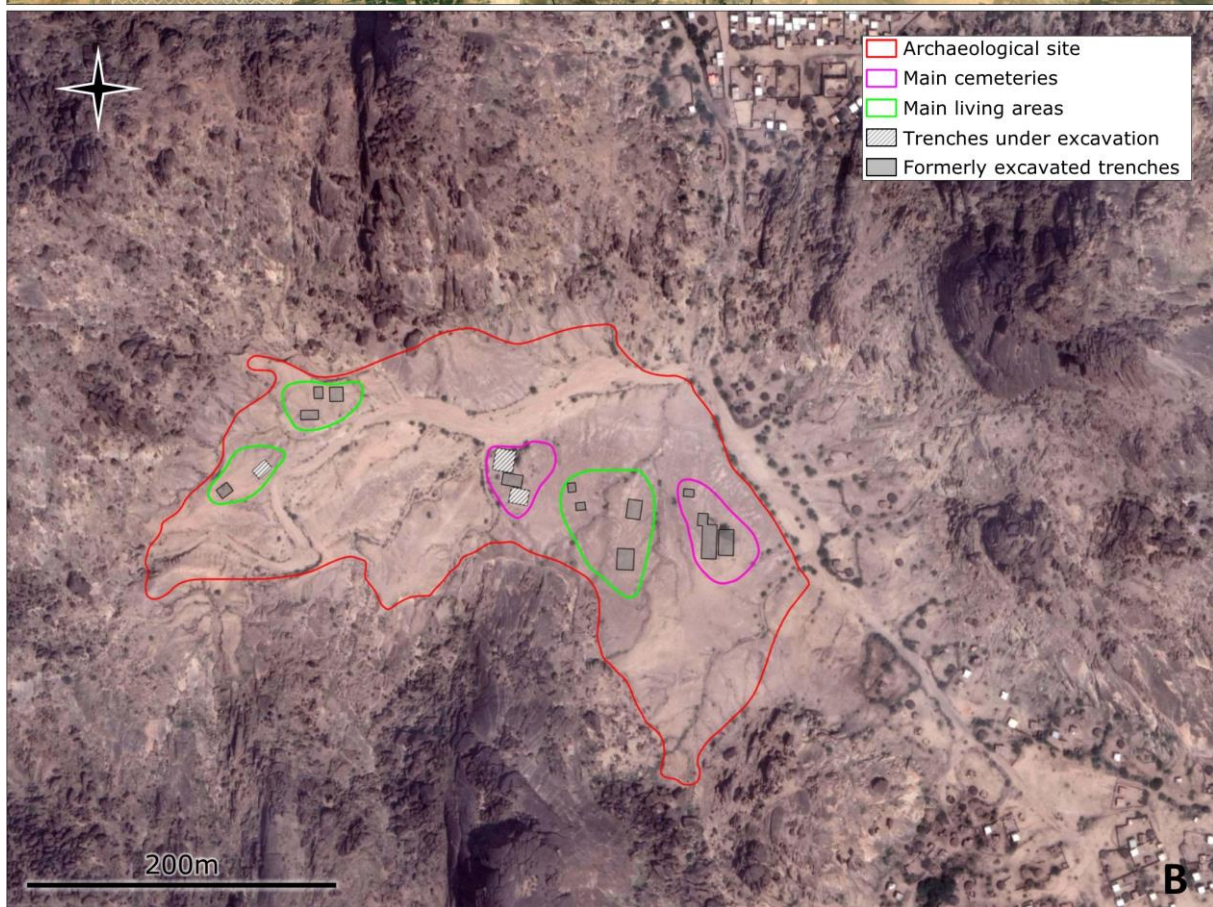 Archaeological site
Main cemeteries
Main living areas
Trenches under excavation
Formerly excavated trenches
200m
B